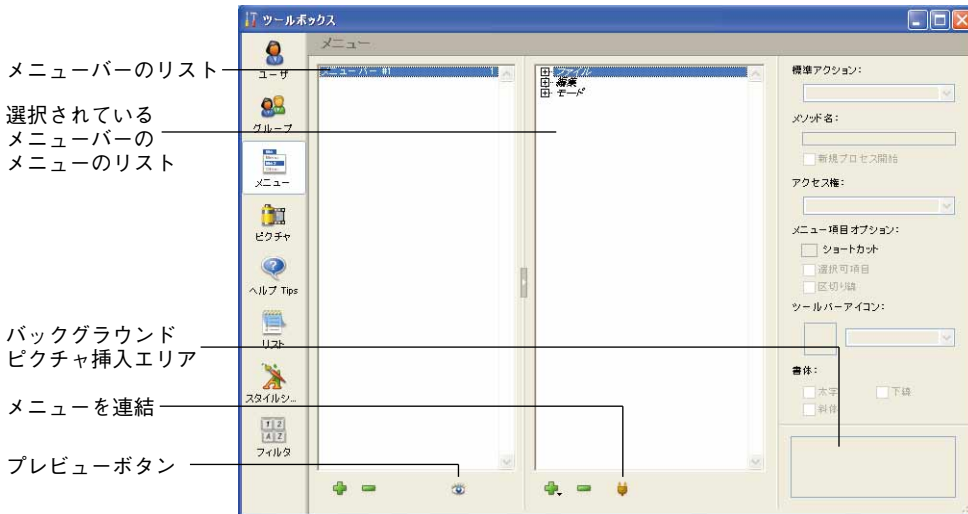 ツールボックス
メニュー
メニューバーのリスト
選択されている
メニューバーの
メニューのリスト
バックグラウンド
ピクチャ挿入エリア
メニューを連結
プレビューボタン
ユーザ
グループ
メニュー
ピクチャ
ヘルプ Tips
リスト
スタイルシ...
フィルタ
メニューバー #1 1
ファイル
編集
モード
標準アクション:
メソッド名:
新規プロセス開始
アクセス権:
メニュー項目オプション:
ショートカット
選択可項目
区切り線
ツールバーアイコン:
書体:
太字 下線
斜体